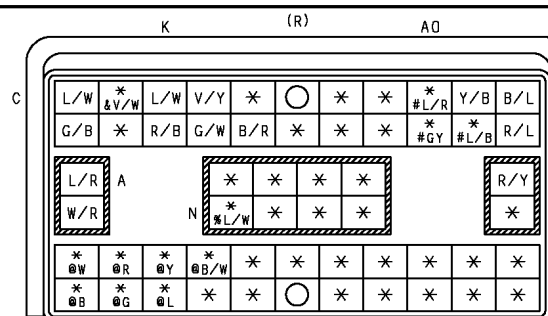 K (R) AO
C
L/W * &V/W L/W V/Y * ○ * * * #L/R Y/B B/L
G/B * R/B G/W B/R * * * * #GY * #L/B R/L
L/R A * * * * R/Y
W/R N * %L/W * * * *
* @W * @R * @Y * @B/W * * * * * * *
* @B * @G * @L * * ○ * * * * *